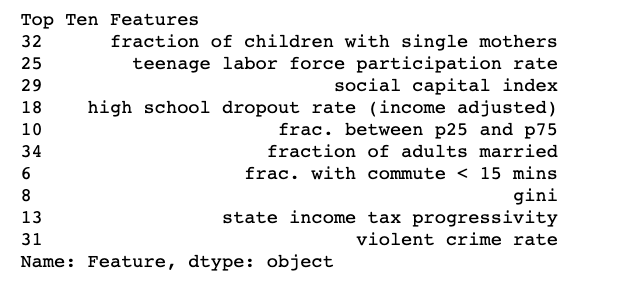 Top Ten Features
32 fraction of children with single mothers
25 teenage labor force participation rate
29 social capital index
18 high school dropout rate (income adjusted)
10 frac. between p25 and p75
34 fraction of adults married
6 frac. with commute < 15 mins
8 gini
13 state income tax progressivity
31 violent crime rate
Name: Feature, dtype: object